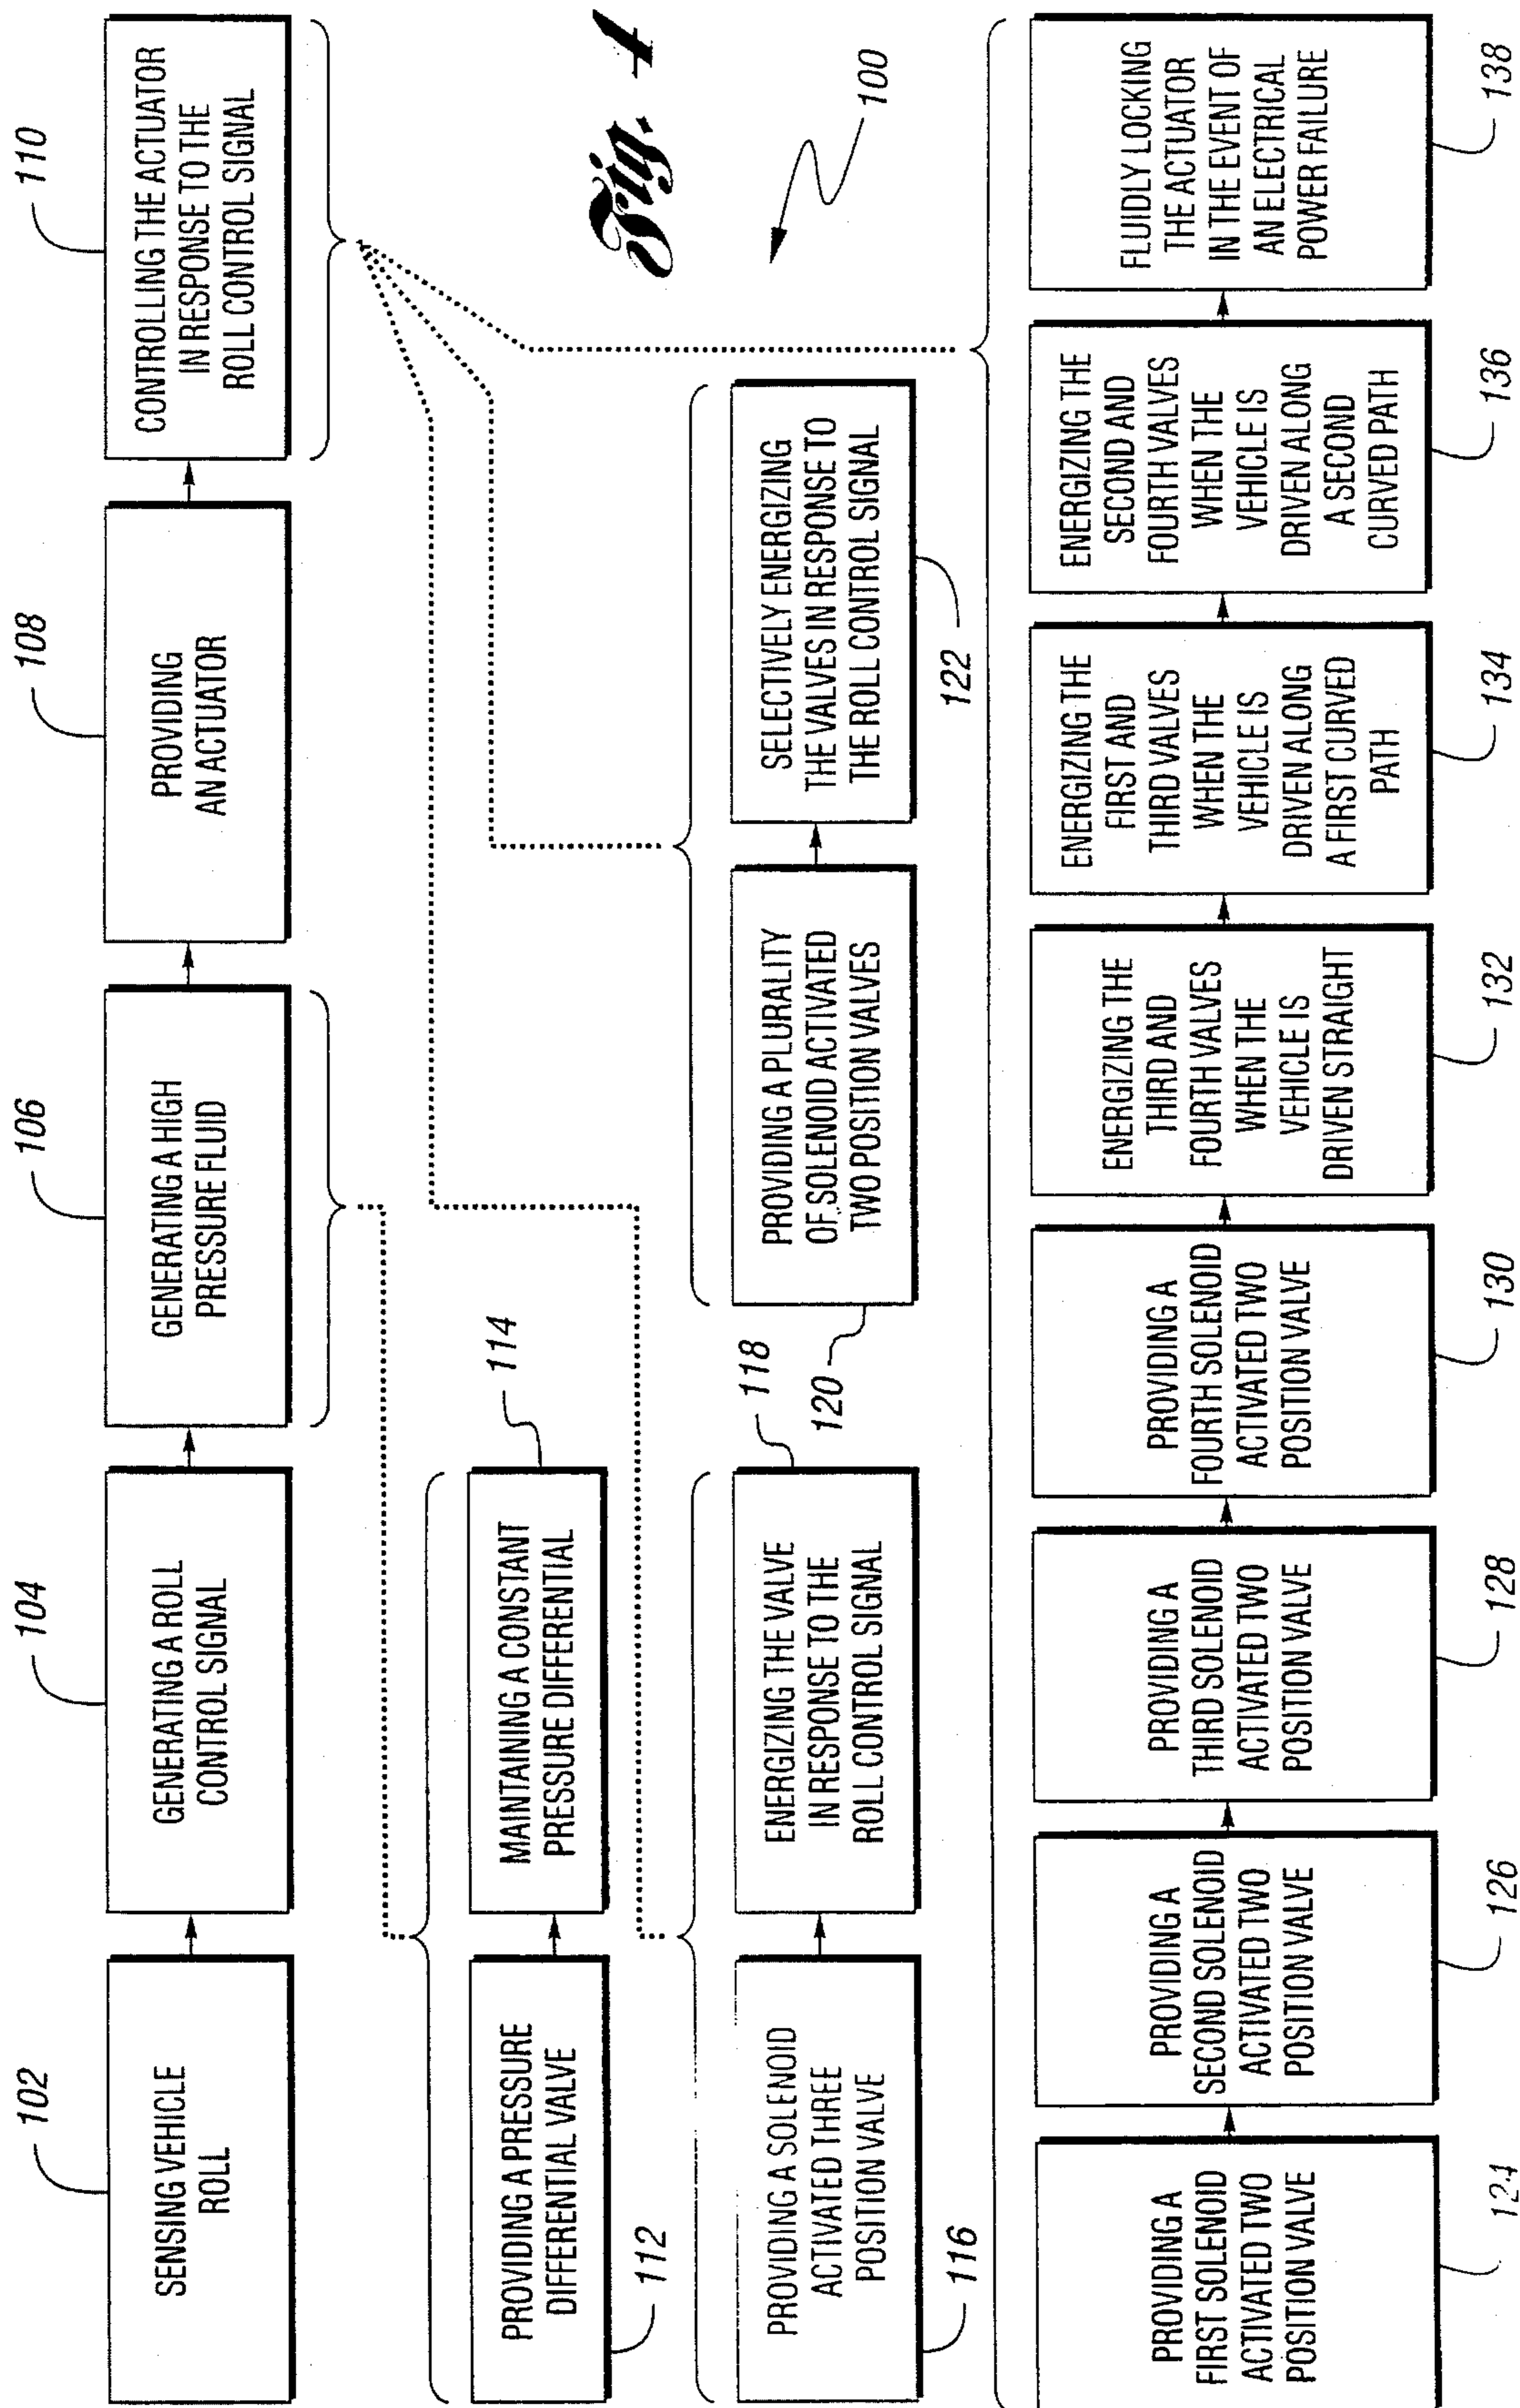 102
104
106
108
110
SENSING VEHICLE
ROLL
GENERATING A ROLL
CONTROL SIGNAL
GENERATING A HIGH
PRESSURE FLUID
PROVIDING
AN ACTUATOR
CONTROLLING THE ACTUATOR
IN RESPONSE TO THE
ROLL CONTROL SIGNAL
PROVIDING A PRESSURE
DIFFERENTIAL VALVE
112
MAINTAINING A CONSTANT
PRESSURE DIFFERENTIAL
114
Fig. 4
100
PROVIDING A SOLENOID
ACTIVATED THREE
POSITION VALVE
116
ENERGIZING THE VALVE
IN RESPONSE TO THE
ROLL CONTROL SIGNAL
118
PROVIDING A PLURALITY
OF SOLENOID ACTIVATED
TWO POSITION VALVES
120
SELECTIVELY ENERGIZING
THE VALVES IN RESPONSE TO
THE ROLL CONTROL SIGNAL
122
PROVIDING A
FIRST SOLENOID
ACTIVATED TWO
POSITION VALVE
124
PROVIDING A
SECOND SOLENOID
ACTIVATED TWO
POSITION VALVE
126
PROVIDING A
THIRD SOLENOID
ACTIVATED TWO
POSITION VALVE
128
PROVIDING A
FOURTH SOLENOID
ACTIVATED TWO
POSITION VALVE
130
ENERGIZING THE
THIRD AND
FOURTH VALVES
WHEN THE
VEHICLE IS
DRIVEN STRAIGHT
132
ENERGIZING THE
FIRST AND
THIRD VALVES
WHEN THE
VEHICLE IS
DRIVEN ALONG
A FIRST CURVED
PATH
134
ENERGIZING THE
SECOND AND
FOURTH VALVES
WHEN THE
VEHICLE IS
DRIVEN ALONG
A SECOND
CURVED PATH
136
FLUIDLY LOCKING
THE ACTUATOR
IN THE EVENT OF
AN ELECTRICAL
POWER FAILURE
138